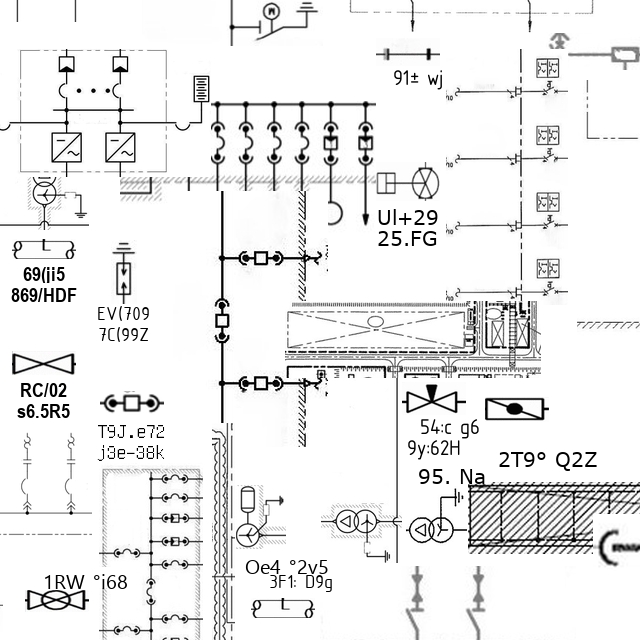 M
91± wj
UI+29
25.FG
69(ji5
869/HDF
EV(709
7C(99Z
RC/02
s6.5R5
T9J.e72
j3e-38k
54:c g6
9y:62H
2T9° Q2Z
95. Na
Oe4 °2v5
3F1: D9g
1RW °i68
L
L